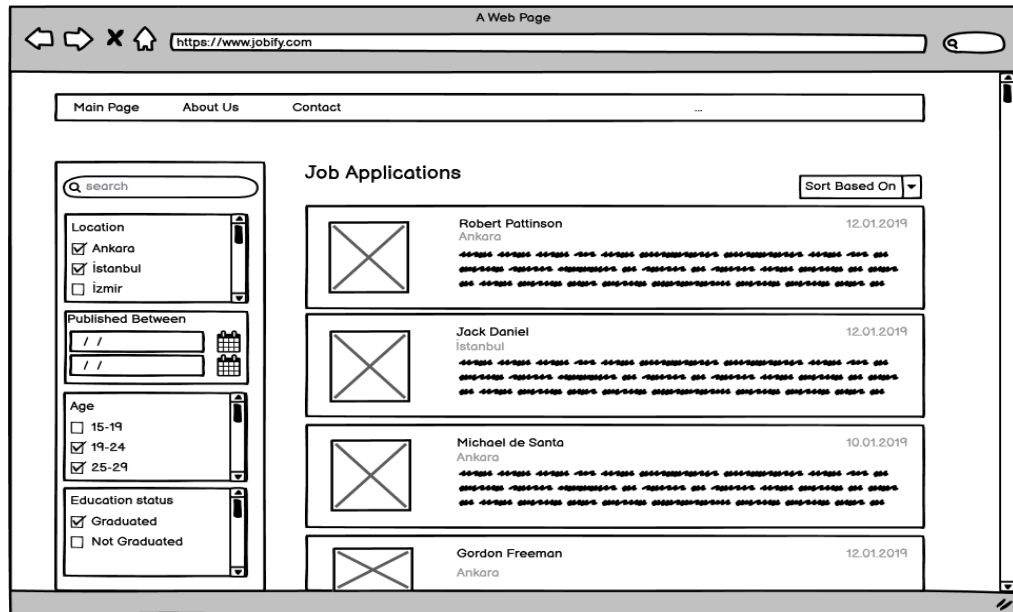 A Web Page
https://www.jobify.com
Main Page About Us Contact ...
search
Location
Ankara
İstanbul
İzmir
Published Between
/ /
/ /
Age
15-19
19-24
25-29
Education status
Graduated
Not Graduated
Job Applications
Sort Based On
Robert Pattinson 12.01.2019
Ankara
Jack Daniel 12.01.2019
İstanbul
Michael de Santa 10.01.2019
Ankara
Gordon Freeman 12.01.2019
Ankara